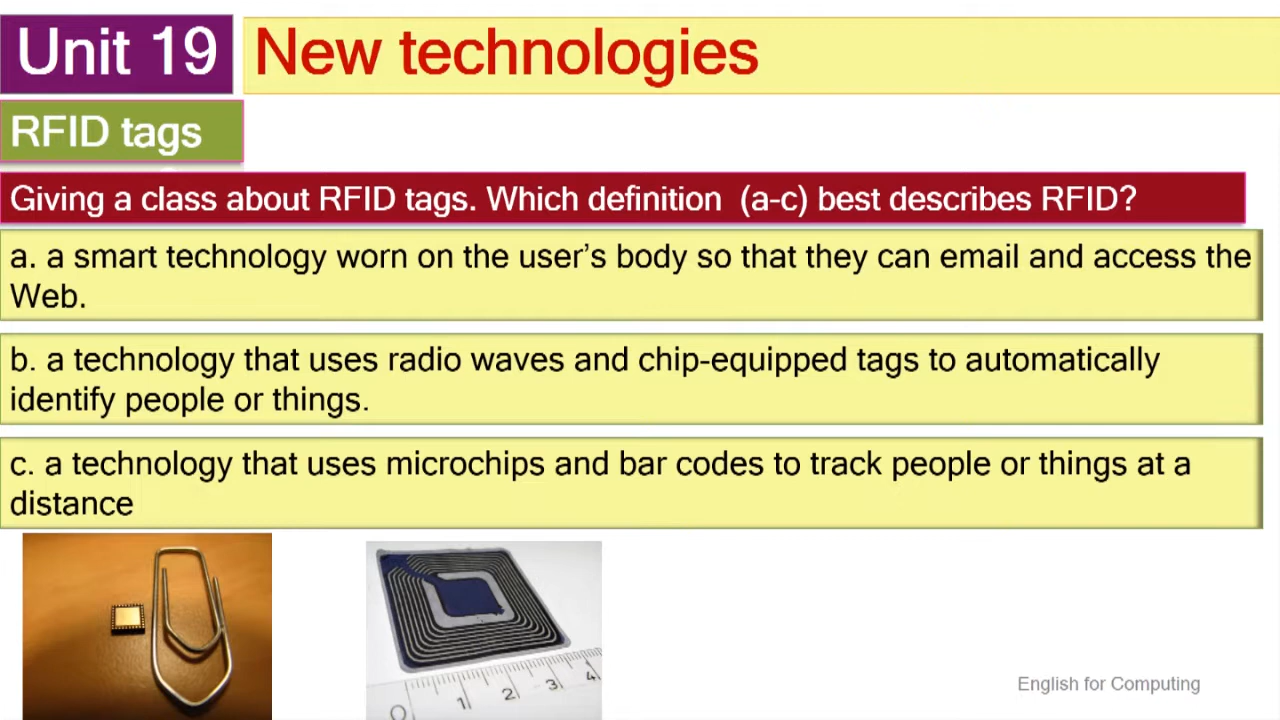 Unit 19
New technologies
RFID tags
Giving a class about RFID tags. Which definition (a-c) best describes RFID?
a. a smart technology worn on the user’s body so that they can email and access the
Web.
b. a technology that uses radio waves and chip-equipped tags to automatically
identify people or things.
c. a technology that uses microchips and bar codes to track people or things at a
distance
0 1 2 3 4
English for Computing